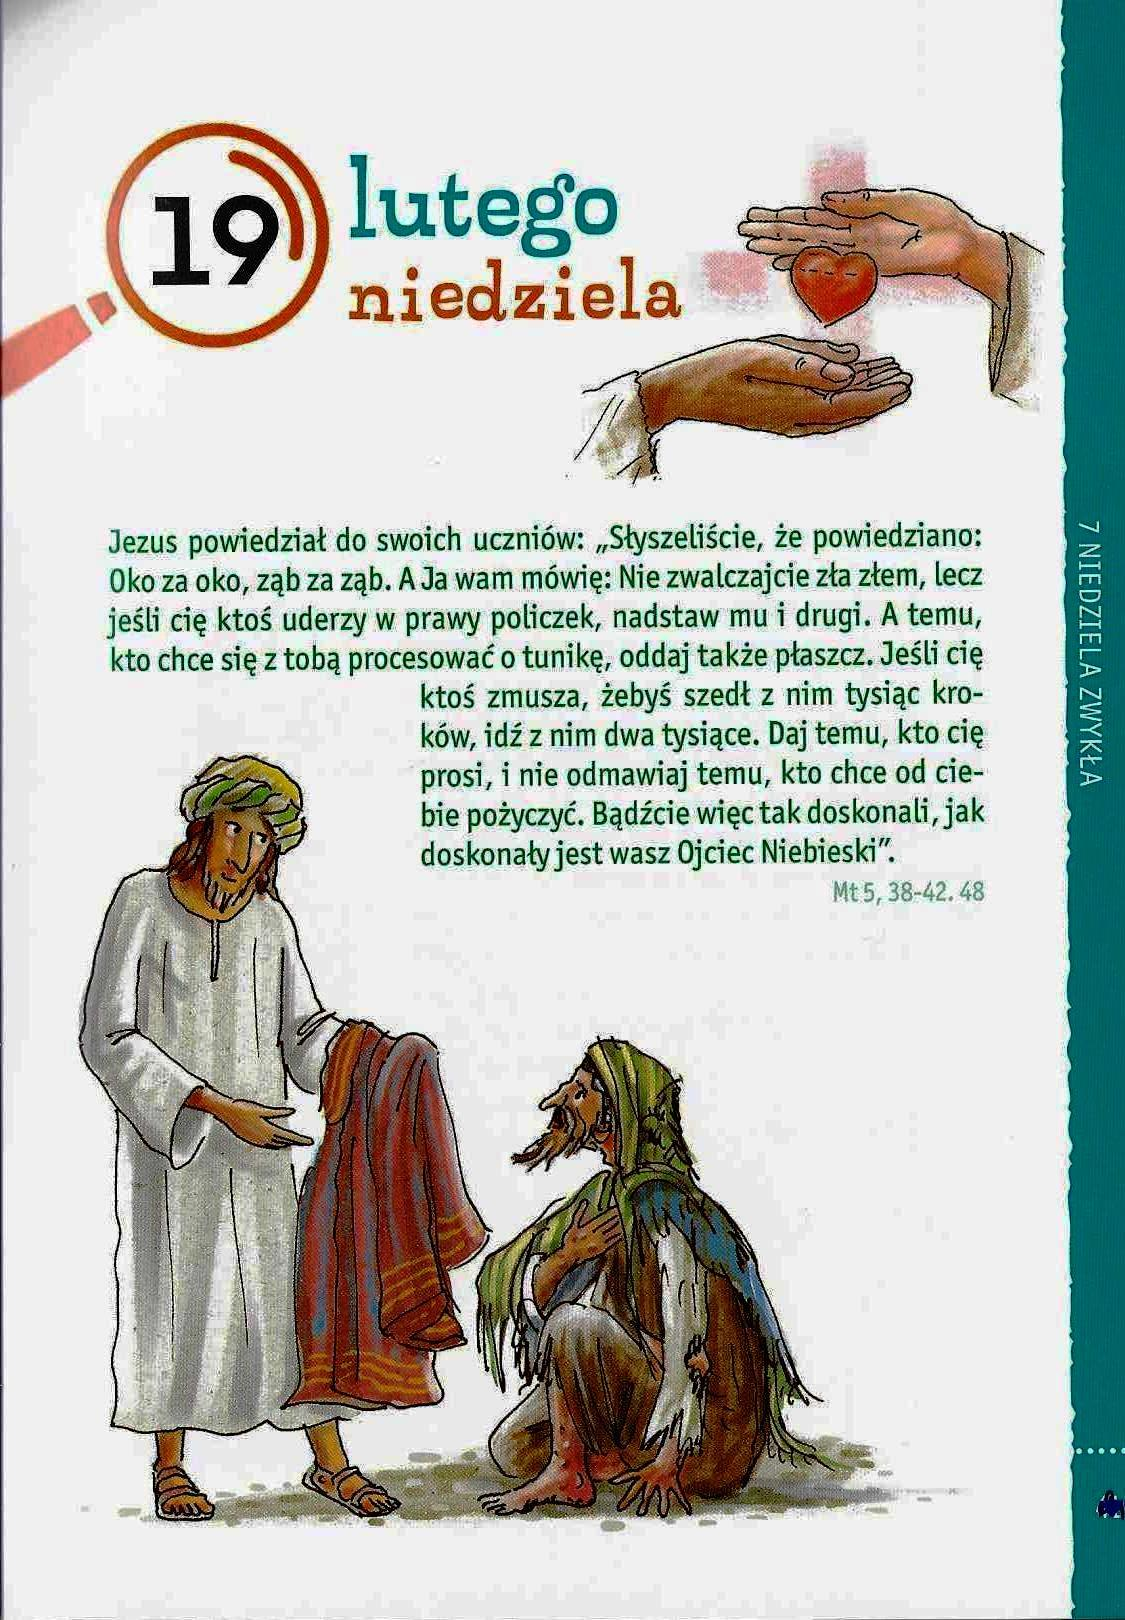 19
lutego
niedziela
Jezus powiedział do swoich uczniów: „Słyszeliście, że powiedziano:
Oko za oko, ząb za ząb. A Ja wam mówię: Nie zwalczajcie zła złem, lecz
jeśli cię ktoś uderzy w prawy policzek, nadstaw mu i drugi. A temu,
kto chce się z tobą procesować o tunikę, oddaj także płaszcz. Jeśli cię
ktoś zmusza, żebyś szedł z nim tysiąc kro-
ków, idź z nim dwa tysiące. Daj temu, kto cię
prosi, i nie odmawiaj temu, kto chce od cie-
bie pożyczyć. Bądźcie więc tak doskonali, jak
doskonały jest wasz Ojciec Niebieski”.
Mt 5, 38-42. 48
7 NIEDZIELA ZWYKŁA